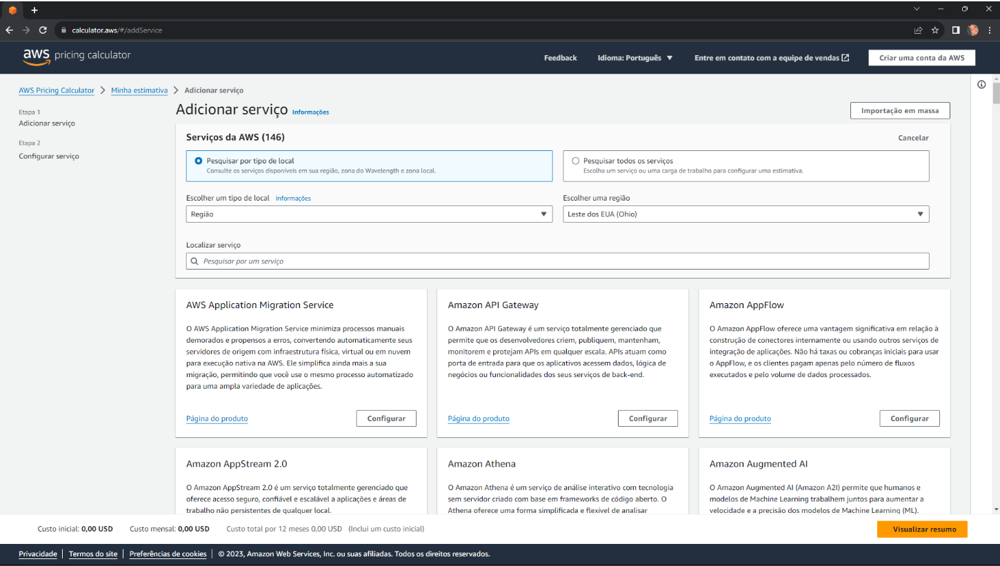 calculator.aws/#/addService
aws pricing calculator
Feedback
Idioma: Português
Entre em contato com a equipe de vendas
Criar uma conta da AWS
AWS Pricing Calculator
Minha estimativa
Adicionar serviço
Etapa 1
Adicionar serviço
Etapa 2
Configurar serviço
Adicionar serviço Informações
Importação em massa
Serviços da AWS (146)
Cancelar
Pesquisar por tipo de local
Consulte os serviços disponíveis em sua região, zona do Wavelength e zona local.
Pesquisar todos os serviços
Escolha um serviço ou uma carga de trabalho para configurar uma estimativa.
Escolher um tipo de local Informações
Região
Escolher uma região
Leste dos EUA (Ohio)
Localizar serviço
Pesquisar por um serviço
AWS Application Migration Service
O AWS Application Migration Service minimiza processos manuais
demorados e propensos a erros, convertendo automaticamente seus
servidores de origem com infraestrutura física, virtual ou em nuvem
para execução nativa na AWS. Ele simplifica ainda mais a sua
migração, permitindo que você use o mesmo processo automatizado
para uma ampla variedade de aplicações.
Página do produto
Configurar
Amazon API Gateway
O Amazon API Gateway é um serviço totalmente gerenciado que
permite que os desenvolvedores criem, publiquem, mantenham,
monitorem e protejam APIs em qualquer escala. APIs atuam como
porta de entrada para que os aplicativos acessem dados, lógica de
negócios ou funcionalidades dos seus serviços de back-end.
Página do produto
Configurar
Amazon AppFlow
O Amazon AppFlow oferece uma vantagem significativa em relação à
construção de conectores internamente ou usando outros serviços de
integração de aplicações. Não há taxas ou cobranças iniciais para usar
o AppFlow, e os clientes pagam apenas pelo número de fluxos
executados e pelo volume de dados processados.
Página do produto
Configurar
Amazon AppStream 2.0
O Amazon AppStream 2.0 é um serviço totalmente gerenciado que
oferece acesso seguro, confiável e escalável a aplicações e áreas de
trabalho não persistentes de qualquer local.
Amazon Athena
O Amazon Athena é um serviço de análise interativo com tecnologia
sem servidor criado com base em frameworks de código aberto. O
Athena oferece uma forma simplificada e flexível de analisar
Amazon Augmented AI
O Amazon Augmented AI (Amazon A2I) permite que humanos e
modelos de Machine Learning trabalhem juntos para aumentar a
velocidade e a precisão dos modelos de Machine Learning (ML).
Custo inicial: 0,00 USD
Custo mensal: 0,00 USD
Custo total por 12 meses 0,00 USD (Inclui um custo inicial)
Visualizar resumo
Privacidade | Termos do site | Preferências de cookies | © 2023, Amazon Web Services, Inc. ou suas afiliadas. Todos os direitos reservados.